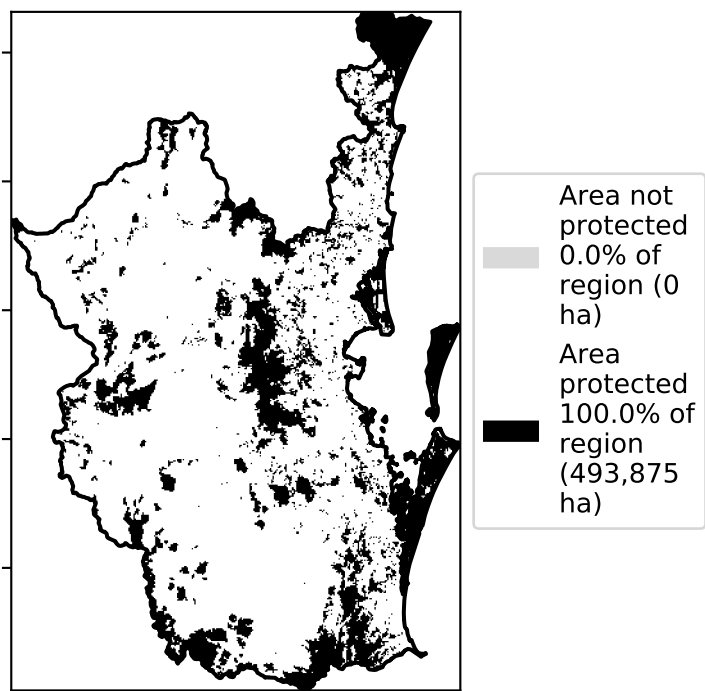 Area not
protected
0.0% of
region (0
ha)
Area
protected
100.0% of
region
(493,875
ha)